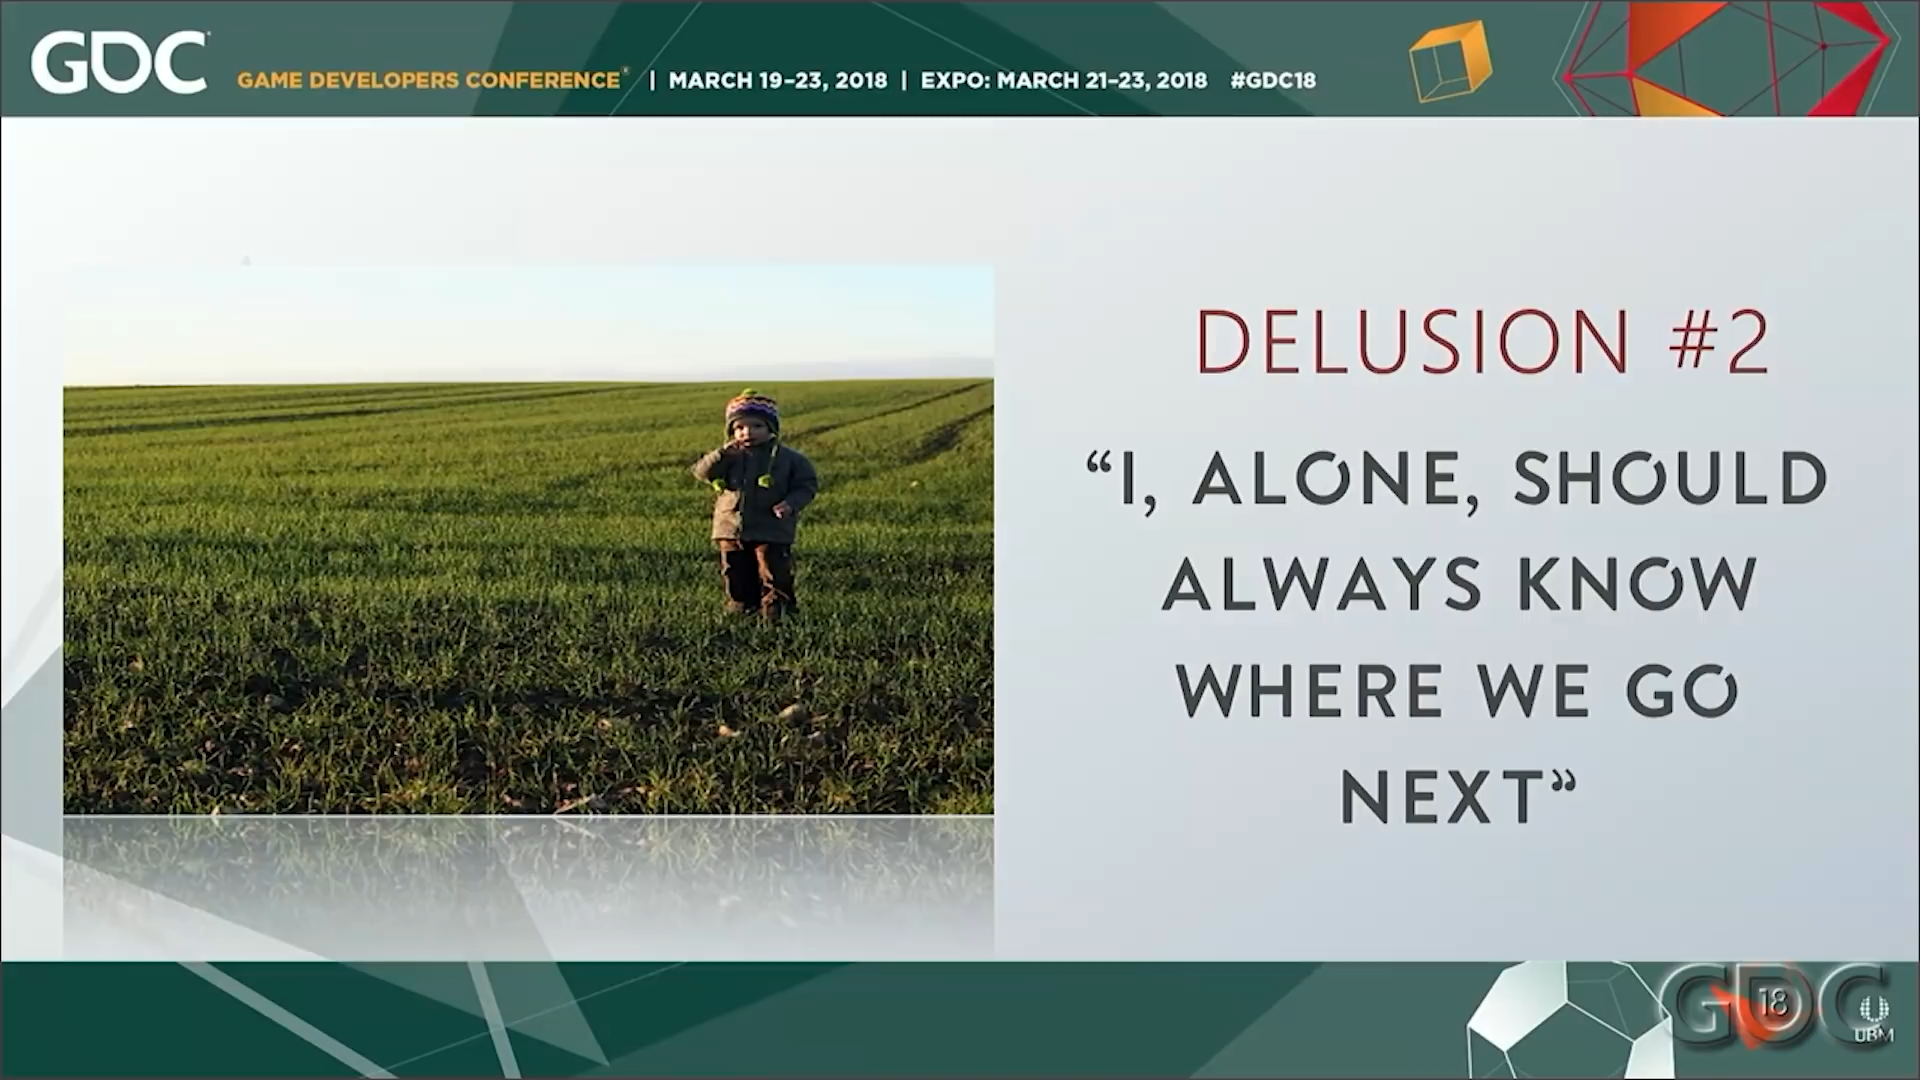 GDC
GAME DEVELOPERS CONFERENCE® | MARCH 19–23, 2018 | EXPO: MARCH 21–23, 2018 #GDC18
DELUSION #2
“I, ALONE, SHOULD
ALWAYS KNOW
WHERE WE GO
NEXT”
GDC
18
UBM